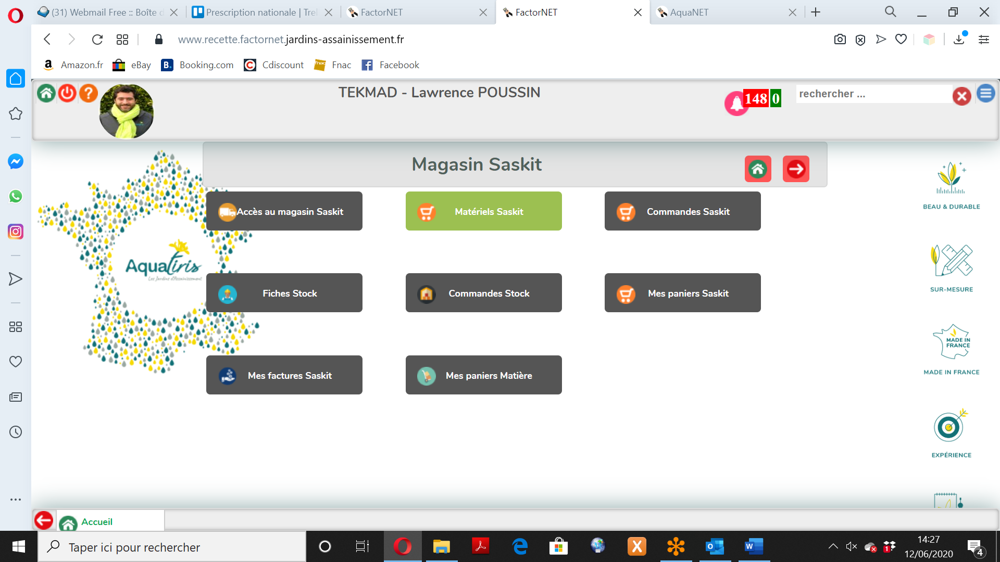 (31) Webmail Free :: Boîte d
Prescription nationale | Trel
FactorNET
FactorNET
AquaNET
www.recette.factornet.jardins-assainissement.fr
Amazon.fr
eBay
Booking.com
Cdiscount
Fnac
Facebook
TEKMAD - Lawrence POUSSIN
148 0
rechercher ...
Magasin Saskit
Accès au magasin Saskit
Matériels Saskit
Commandes Saskit
Fiches Stock
Commandes Stock
Mes paniers Saskit
Mes factures Saskit
Mes paniers Matière
Aquatiris
Les Jardins d'Assainissement
BEAU & DURABLE
SUR-MESURE
MADE IN
FRANCE
MADE IN FRANCE
EXPÉRIENCE
Accueil
Taper ici pour rechercher
14:27
12/06/2020
4
1